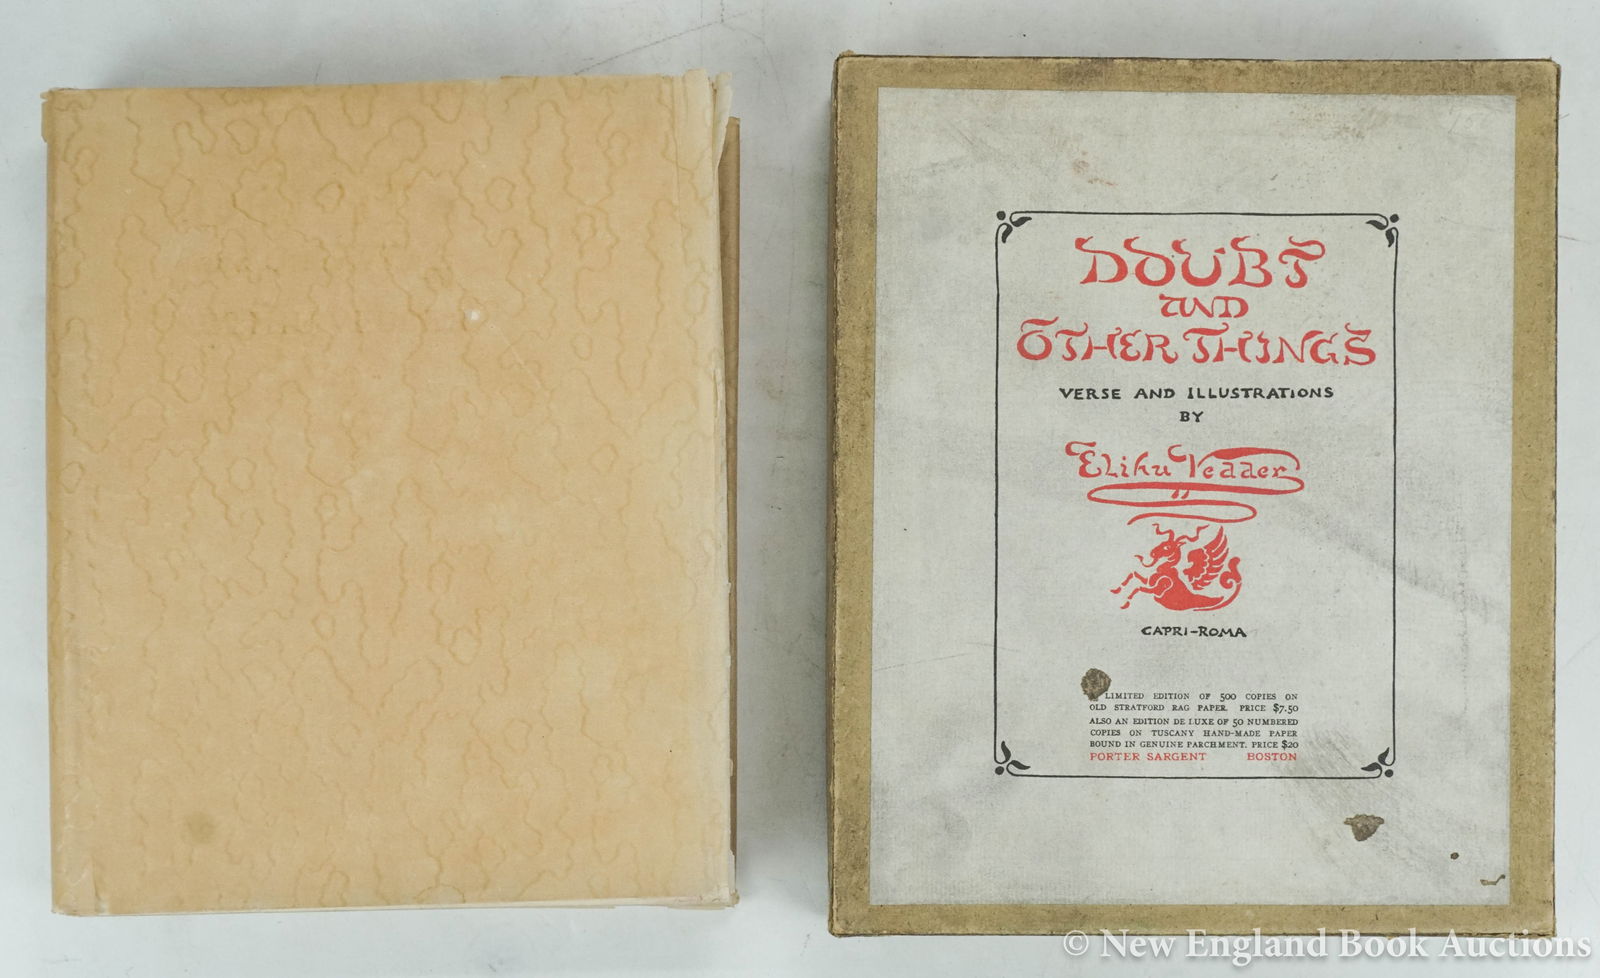 DOUBT
AND
OTHER THINGS
VERSE AND ILLUSTRATIONS
BY
Elihu Vedder
CAPRI-ROMA
LIMITED EDITION OF 500 COPIES ON
OLD STRATFORD RAG PAPER. PRICE $7.50
ALSO AN EDITION DE LUXE OF 50 NUMBERED
COPIES ON TUSCANY HAND-MADE PAPER
BOUND IN GENUINE PARCHMENT. PRICE $20
PORTER SARGENT BOSTON
© New England Book Auctions